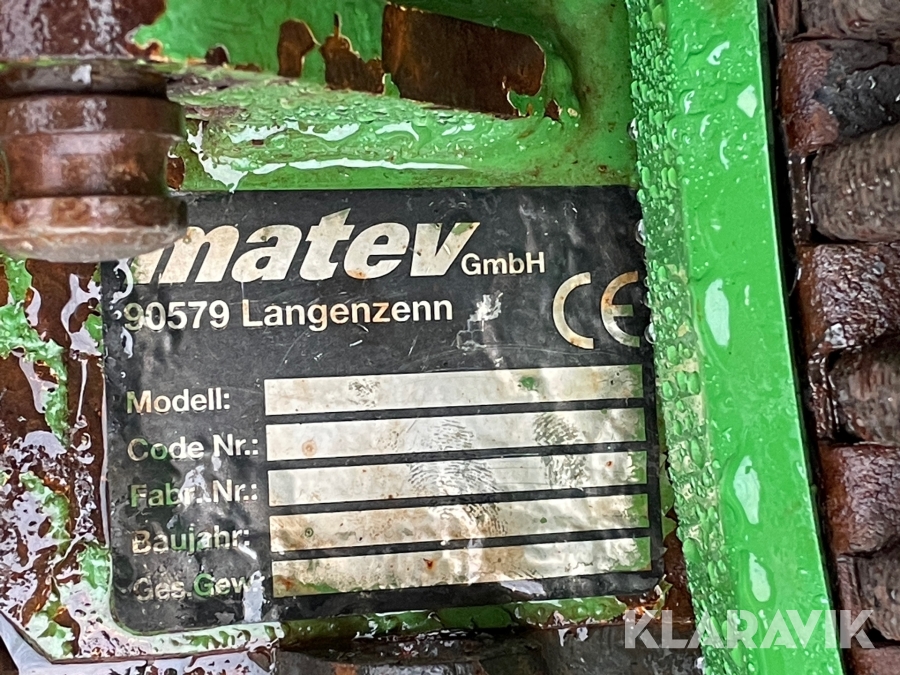 matev GmbH
90579 Langenzenn
CE
Modell:
Code Nr.:
Fabr. Nr.:
Baujahr:
Ges.Gew.
KLARAVIK